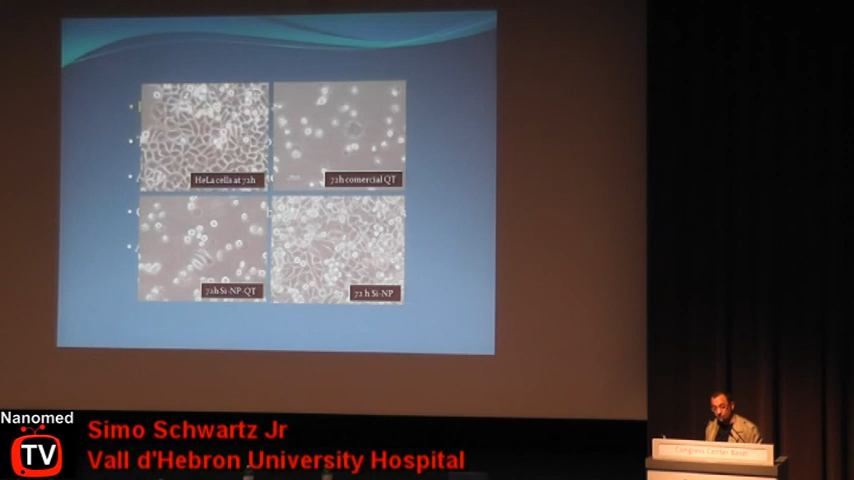 HeLa cells at 72h
72h comercial QT
72h Si-NP-QT
72 h Si-NP
Nanomed
TV
Simo Schwartz Jr
Vall d'Hebron University Hospital
Congress Center Basel